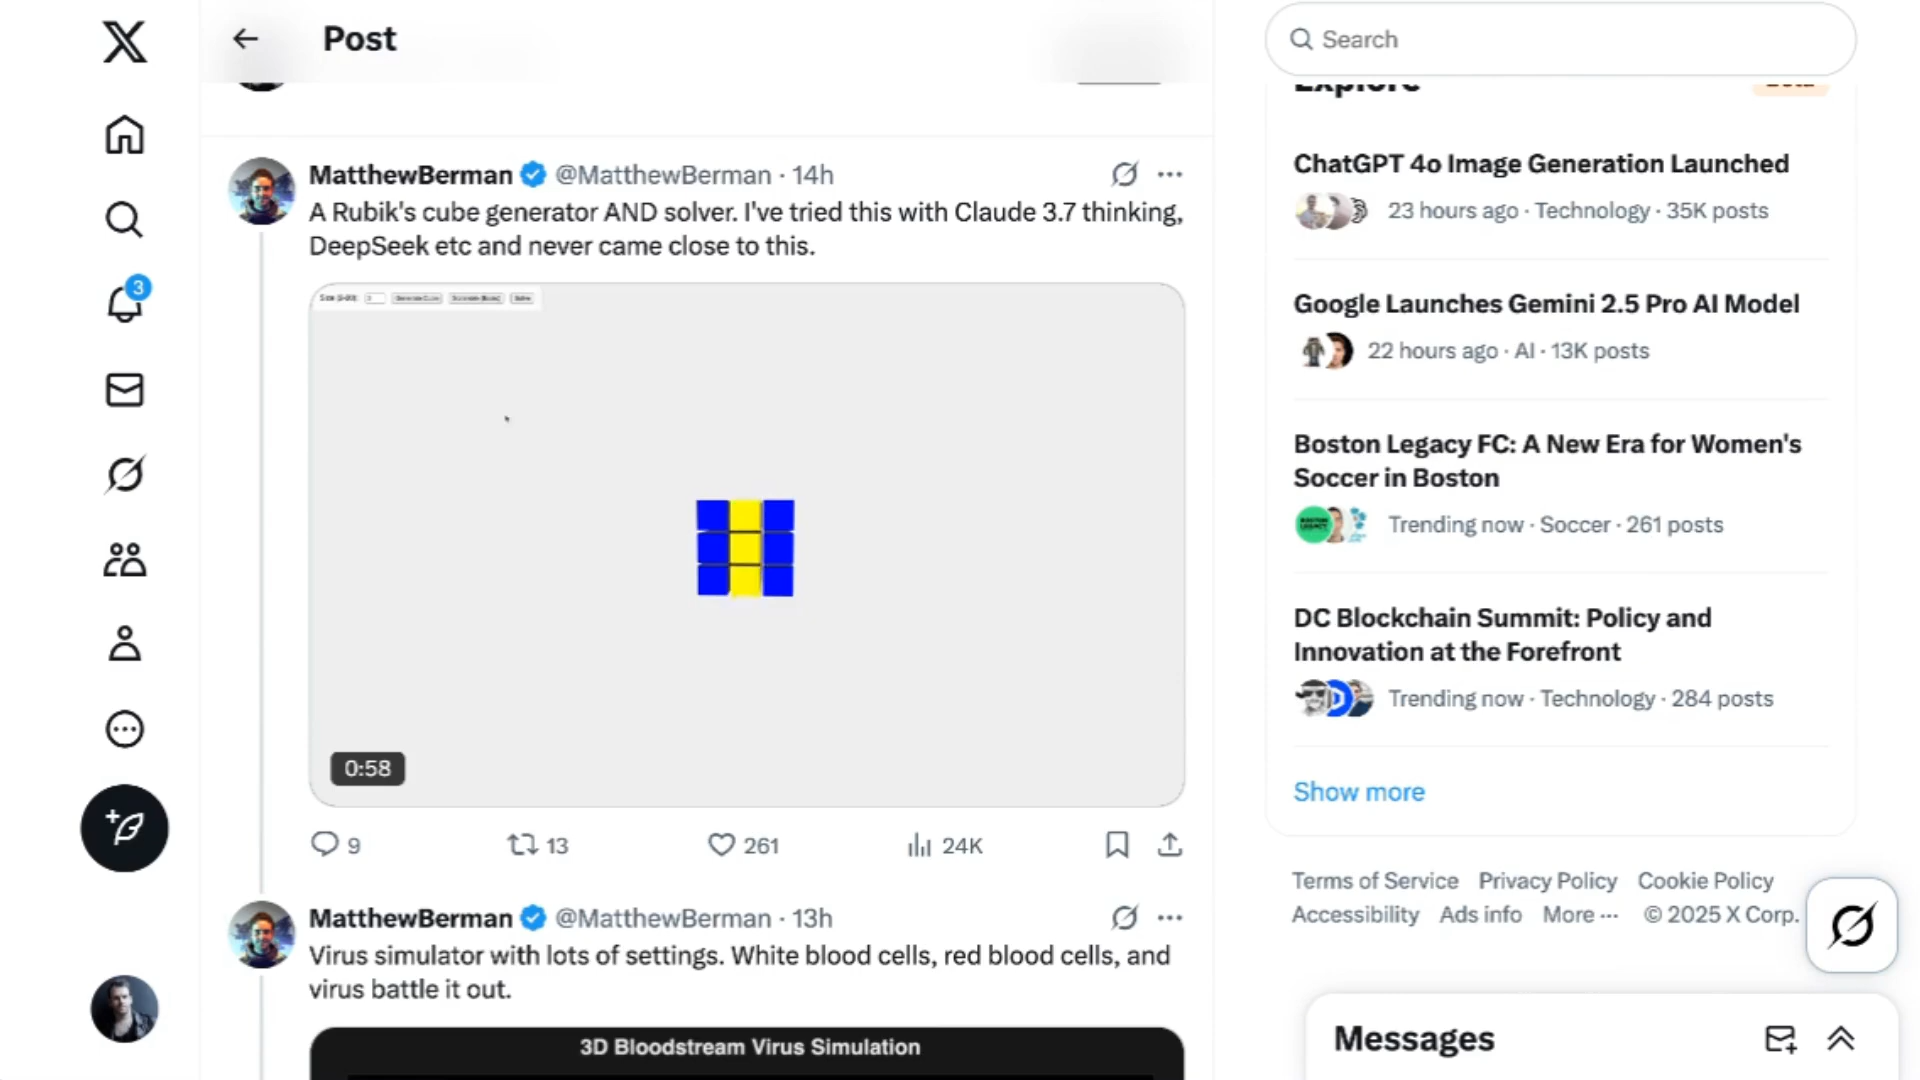 Post
Search
Explore
Beta
MatthewBerman @MatthewBerman · 14h
A Rubik's cube generator AND solver. I've tried this with Claude 3.7 thinking,
DeepSeek etc and never came close to this.
0:58
9 13 261 24K
MatthewBerman @MatthewBerman · 13h
Virus simulator with lots of settings. White blood cells, red blood cells, and
virus battle it out.
3D Bloodstream Virus Simulation
3
ChatGPT 4o Image Generation Launched
23 hours ago · Technology · 35K posts
Google Launches Gemini 2.5 Pro AI Model
22 hours ago · AI · 13K posts
Boston Legacy FC: A New Era for Women's
Soccer in Boston
Trending now · Soccer · 261 posts
DC Blockchain Summit: Policy and
Innovation at the Forefront
Trending now · Technology · 284 posts
Show more
Terms of Service Privacy Policy Cookie Policy
Accessibility Ads info More ··· © 2025 X Corp.
Messages